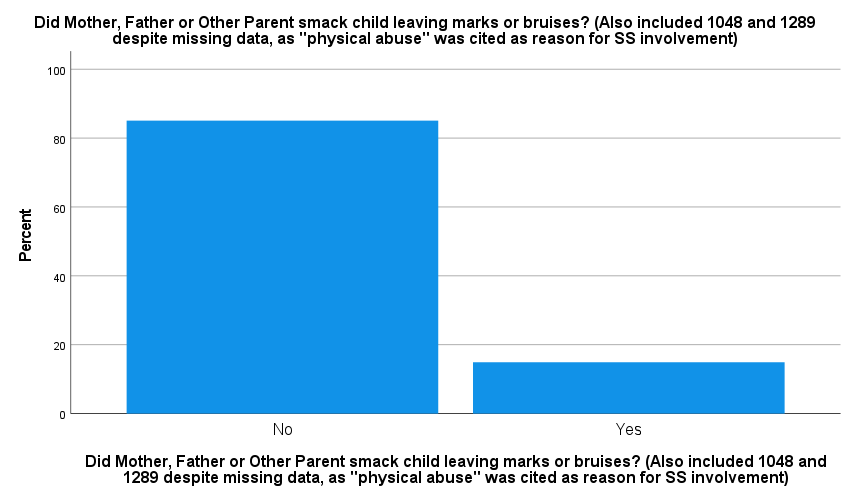 Did Mother, Father or Other Parent smack child leaving marks or bruises? (Also included 1048 and 1289
despite missing data, as "physical abuse" was cited as reason for SS involvement)
100
80
60
40
20
0
Percent
No
Yes
Did Mother, Father or Other Parent smack child leaving marks or bruises? (Also included 1048 and
1289 despite missing data, as "physical abuse" was cited as reason for SS involvement)